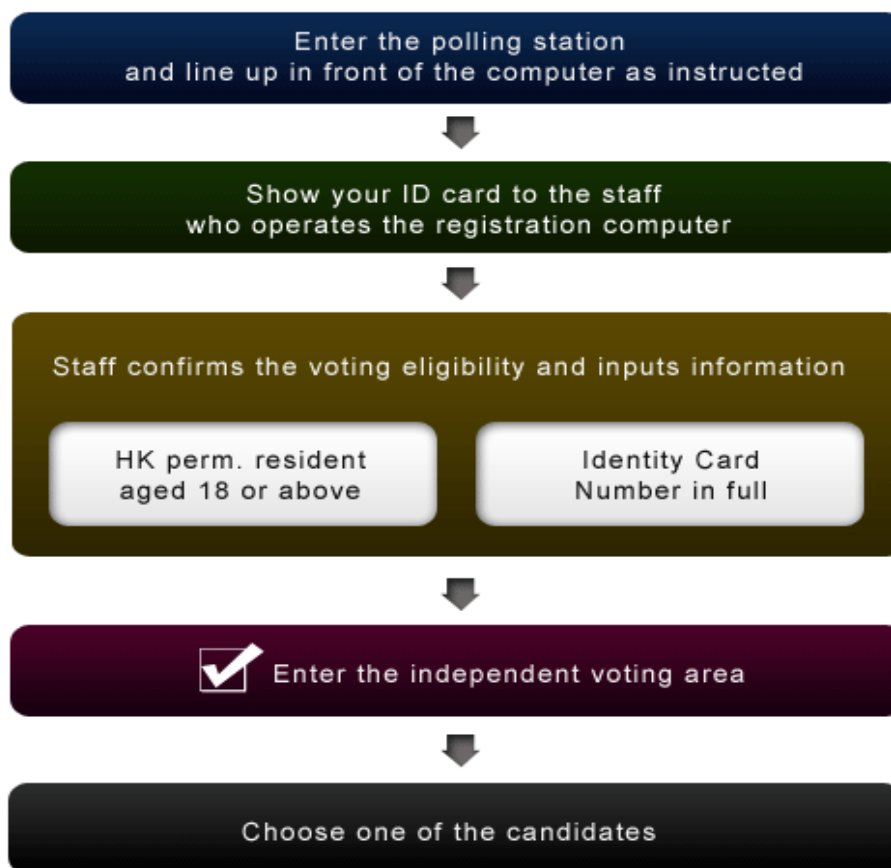 Enter the polling station
and line up in front of the computer as instructed
Show your ID card to the staff
who operates the registration computer
Staff confirms the voting eligibility and inputs information
HK perm. resident
aged 18 or above
Identity Card
Number in full
Enter the independent voting area
Choose one of the candidates